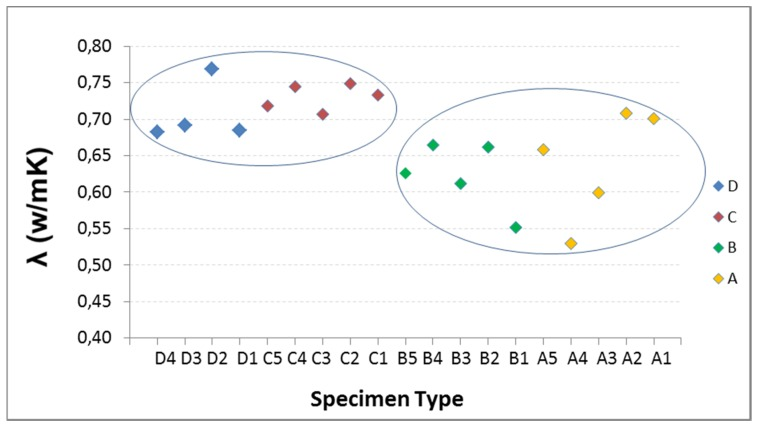 0,80
0,75
0,70
0,65
0,60
0,55
0,50
0,45
0,40
λ (w/mK)
D4 D3 D2 D1 C5 C4 C3 C2 C1 B5 B4 B3 B2 B1 A5 A4 A3 A2 A1
Specimen Type
D
C
B
A